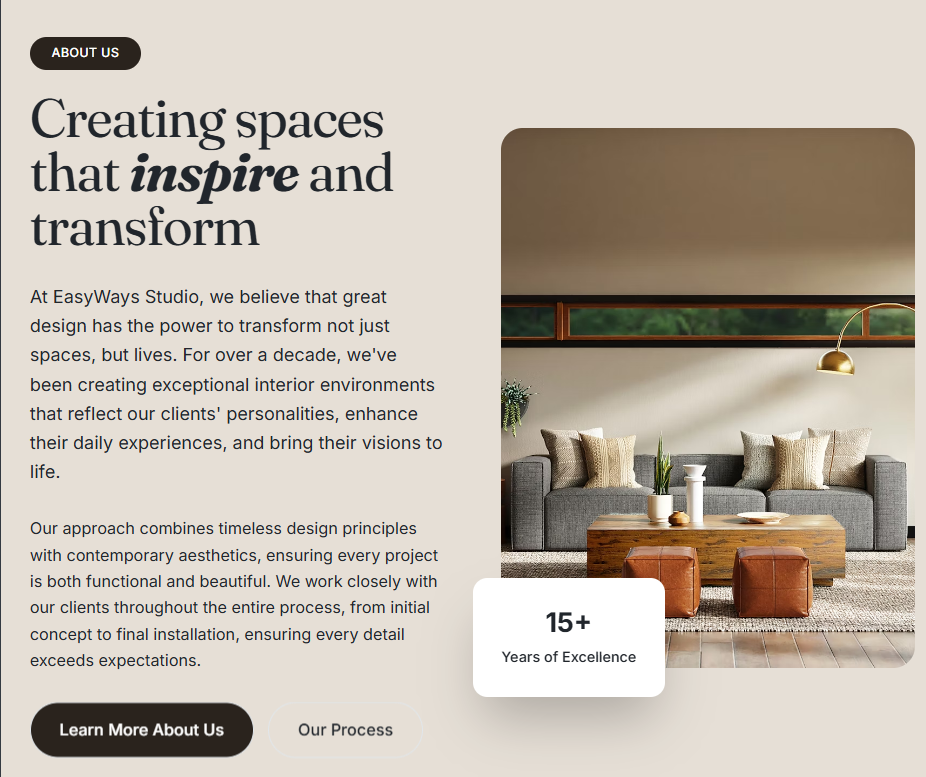 ABOUT US
Creating spaces
that inspire and
transform
At EasyWays Studio, we believe that great
design has the power to transform not just
spaces, but lives. For over a decade, we've
been creating exceptional interior environments
that reflect our clients' personalities, enhance
their daily experiences, and bring their visions to
life.
Our approach combines timeless design principles
with contemporary aesthetics, ensuring every project
is both functional and beautiful. We work closely with
our clients throughout the entire process, from initial
concept to final installation, ensuring every detail
exceeds expectations.
Learn More About Us
Our Process
15+
Years of Excellence